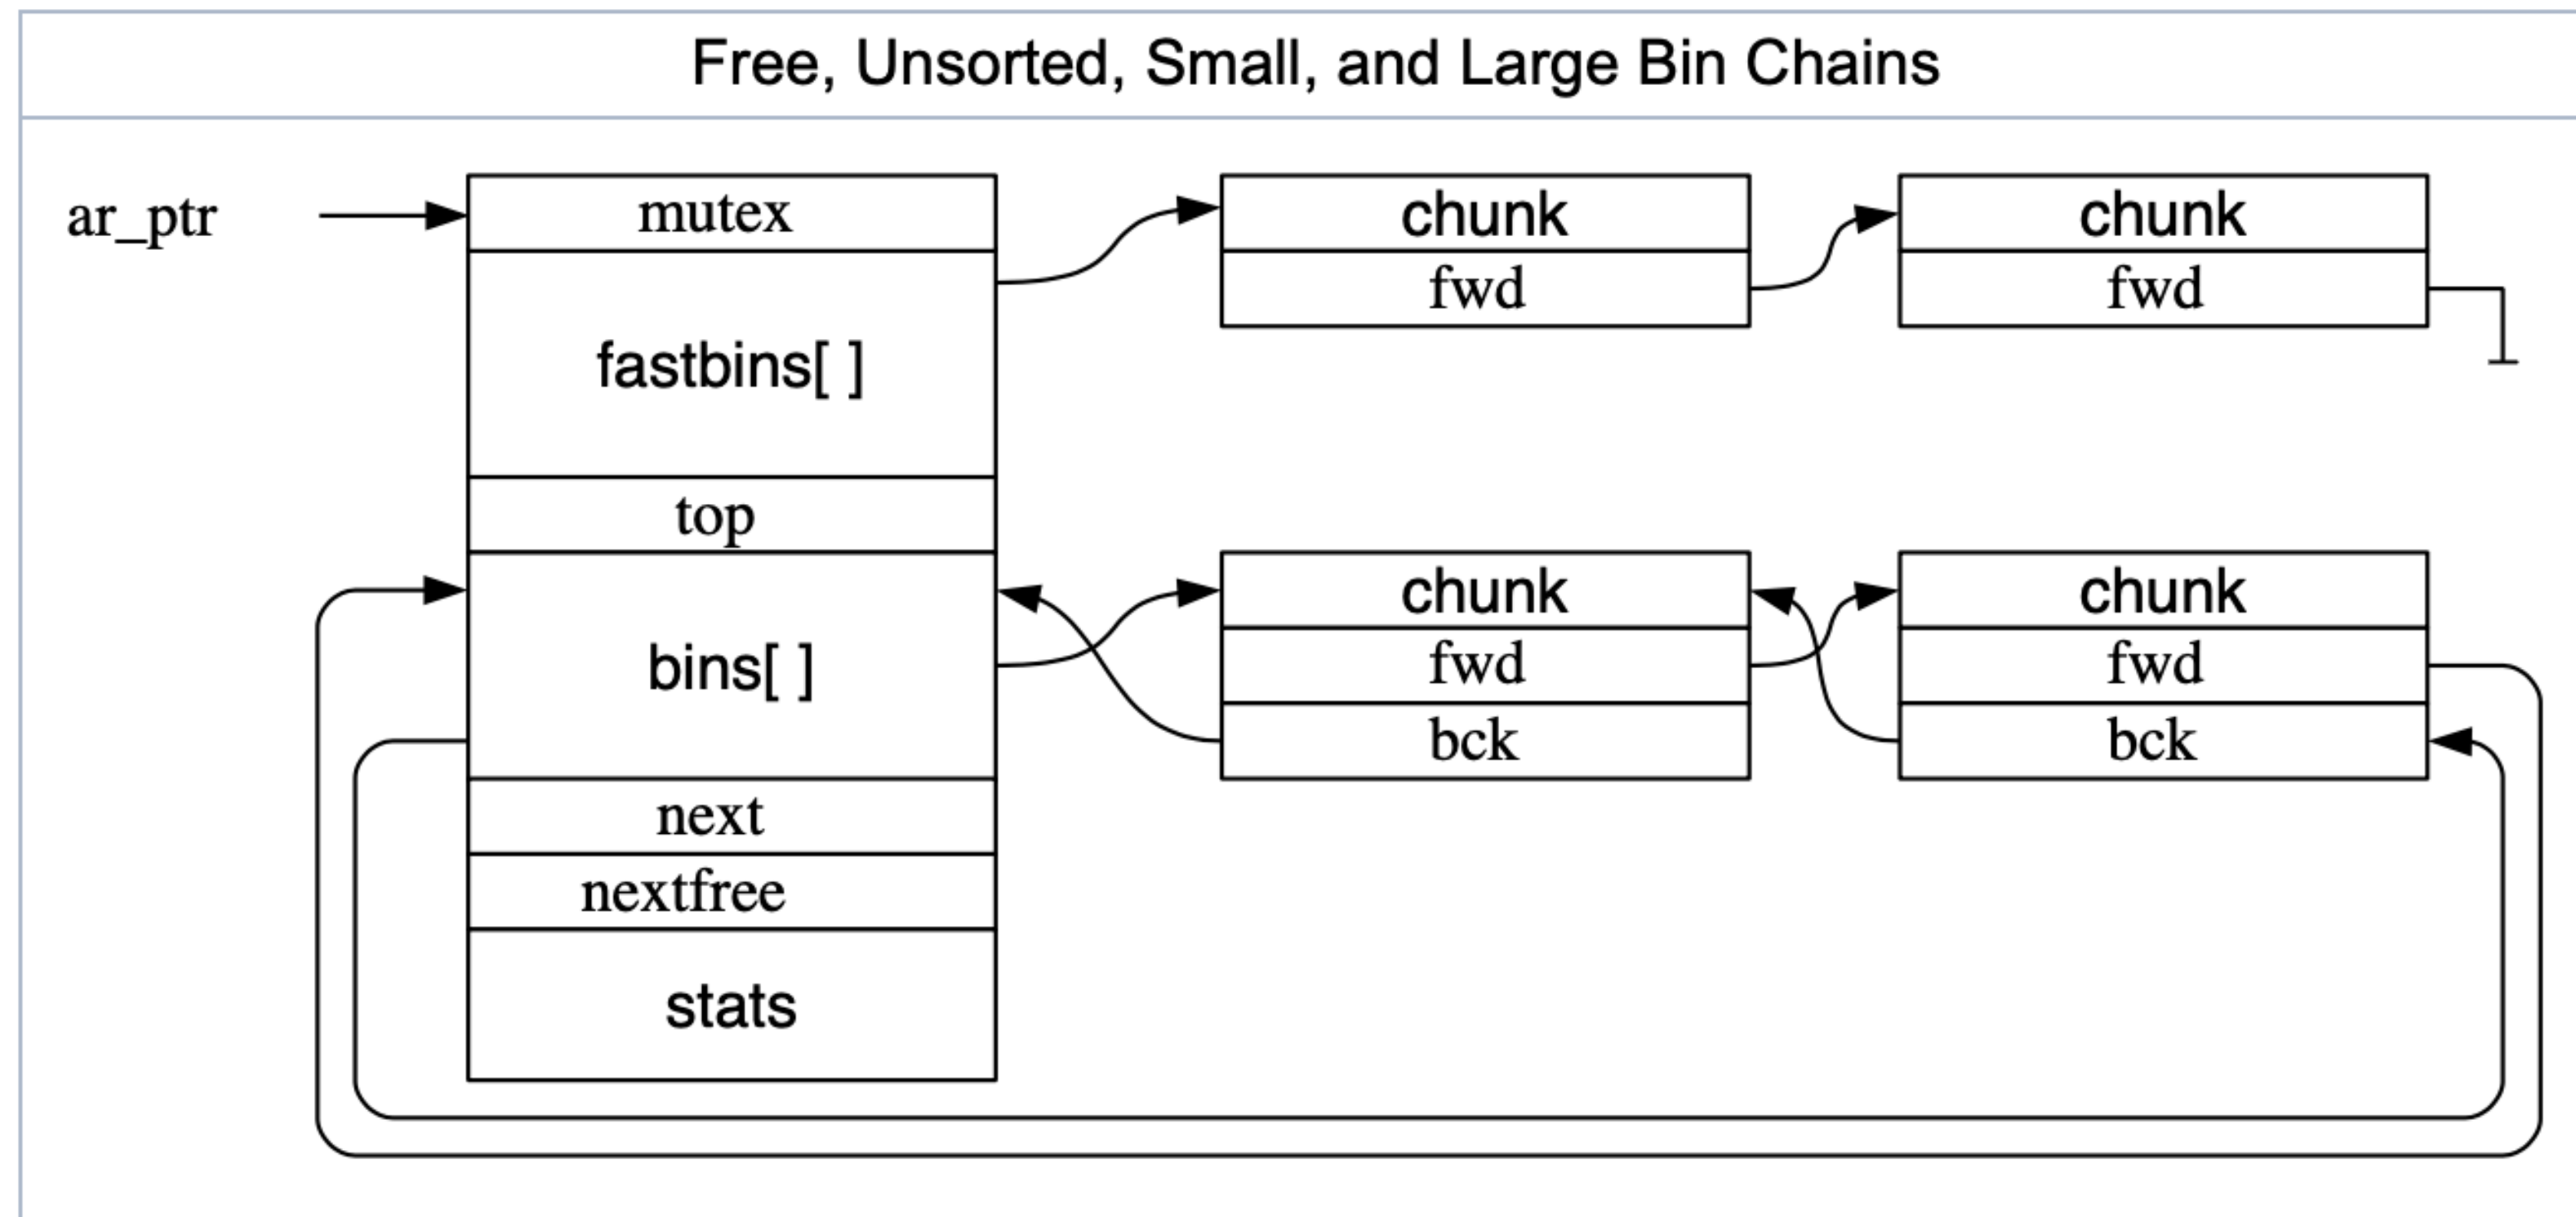 Free, Unsorted, Small, and Large Bin Chains
ar_ptr
mutex
fastbins[ ]
top
bins[ ]
next
nextfree
stats
chunk
fwd
chunk
fwd
chunk
fwd
bck
chunk
fwd
bck